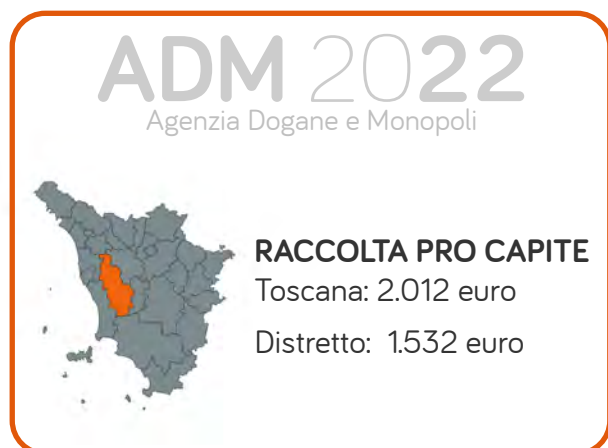 ADM 2022
Agenzia Dogane e Monopoli
RACCOLTA PRO CAPITE
Toscana: 2.012 euro
Distretto: 1.532 euro